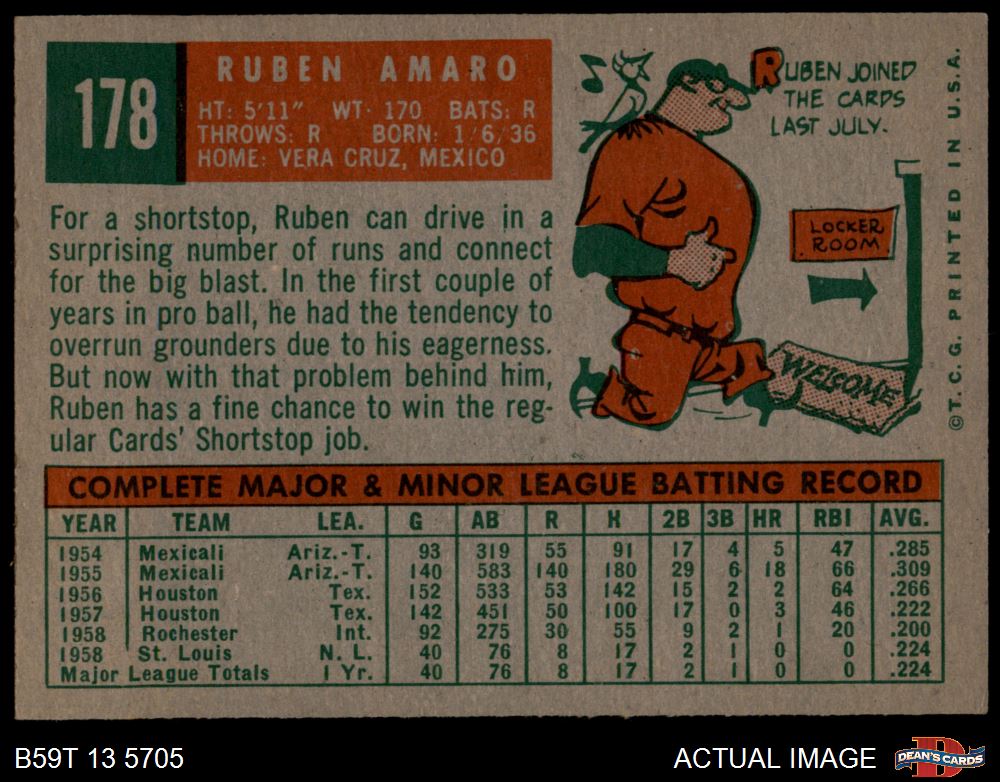 178
RUBEN AMARO
HT: 5'11" WT· 170 BATS: R
THROWS: R BORN: 1/6/36
HOME: VERA CRUZ, MEXICO
For a shortstop, Ruben can drive in a
surprising number of runs and connect
for the big blast. In the first couple of
years in pro ball, he had the tendency to
overrun grounders due to his eagerness.
But now with that problem behind him,
Ruben has a fine chance to win the reg-
ular Cards' Shortstop job.
RUBEN JOINED
THE CARDS
LAST JULY.
LOCKER
ROOM
WELCOME
©T.C.G. PRINTED IN U.S.A.
COMPLETE MAJOR & MINOR LEAGUE BATTING RECORD
YEAR TEAM LEA. G AB R H 2B 3B HR RBI AVG.
1954 Mexicali Ariz.-T. 93 319 55 91 17 4 5 47 .285
1955 Mexicali Ariz.-T. 140 583 140 180 29 6 18 66 .309
1956 Houston Tex. 152 533 53 142 15 2 2 64 .266
1957 Houston Tex. 142 451 50 100 17 0 3 46 .222
1958 Rochester Int. 92 275 30 55 9 2 1 20 .200
1958 St. Louis N. L. 40 76 8 17 2 1 0 0 .224
Major League Totals 1 Yr. 40 76 8 17 2 1 0 0 .224
B59T 13 5705
ACTUAL IMAGE
D
DEAN'S CARDS